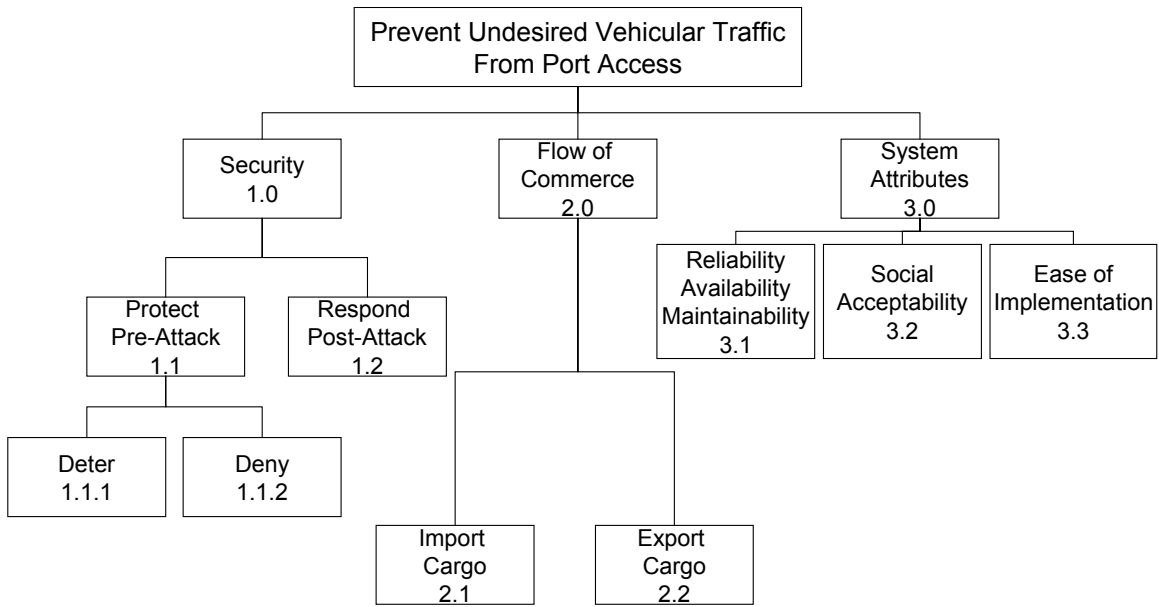 Prevent Undesired Vehicular Traffic
From Port Access
Security
1.0
Flow of
Commerce
2.0
System
Attributes
3.0
Protect
Pre-Attack
1.1
Respond
Post-Attack
1.2
Reliability
Availability
Maintainability
3.1
Social
Acceptability
3.2
Ease of
Implementation
3.3
Deter
1.1.1
Deny
1.1.2
Import
Cargo
2.1
Export
Cargo
2.2